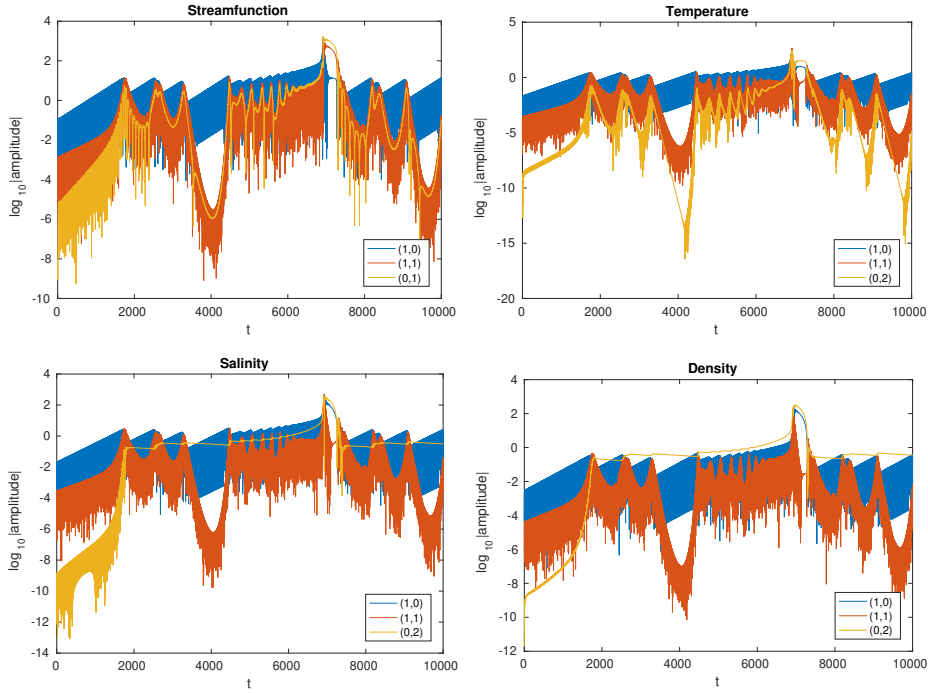 Streamfunction
log 10|amplitude|
4
2
0
-2
-4
-6
-8
-10
0 2000 4000 6000 8000 10000
t
(1,0)
(1,1)
(0,1)
Temperature
log 10|amplitude|
5
0
-5
-10
-15
-20
0 2000 4000 6000 8000 10000
t
(1,0)
(1,1)
(0,2)
Salinity
log 10|amplitude|
4
2
0
-2
-4
-6
-8
-10
-12
-14
0 2000 4000 6000 8000 10000
t
(1,0)
(1,1)
(0,2)
Density
log 10|amplitude|
4
2
0
-2
-4
-6
-8
-10
-12
0 2000 4000 6000 8000 10000
t
(1,0)
(1,1)
(0,2)